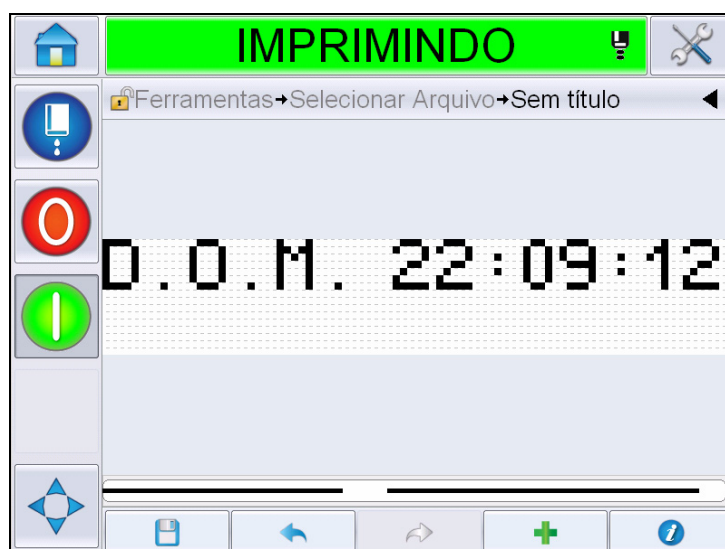 IMPRIMINDO
Ferramentas→Selecionar Arquivo→Sem título
D.O.M. 22:09:12